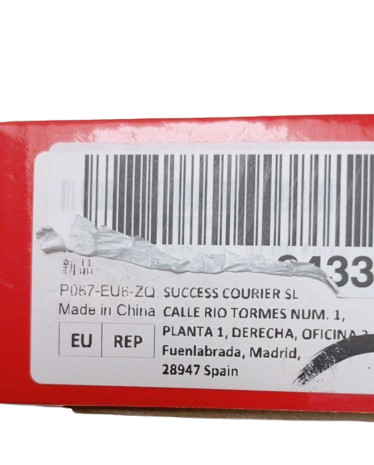 433
新品
P067-EU6-ZQ
Made in China
EU REP
SUCCESS COURIER SL
CALLE RIO TORMES NUM. 1,
PLANTA 1, DERECHA, OFICINA
Fuenlabrada, Madrid,
28947 Spain